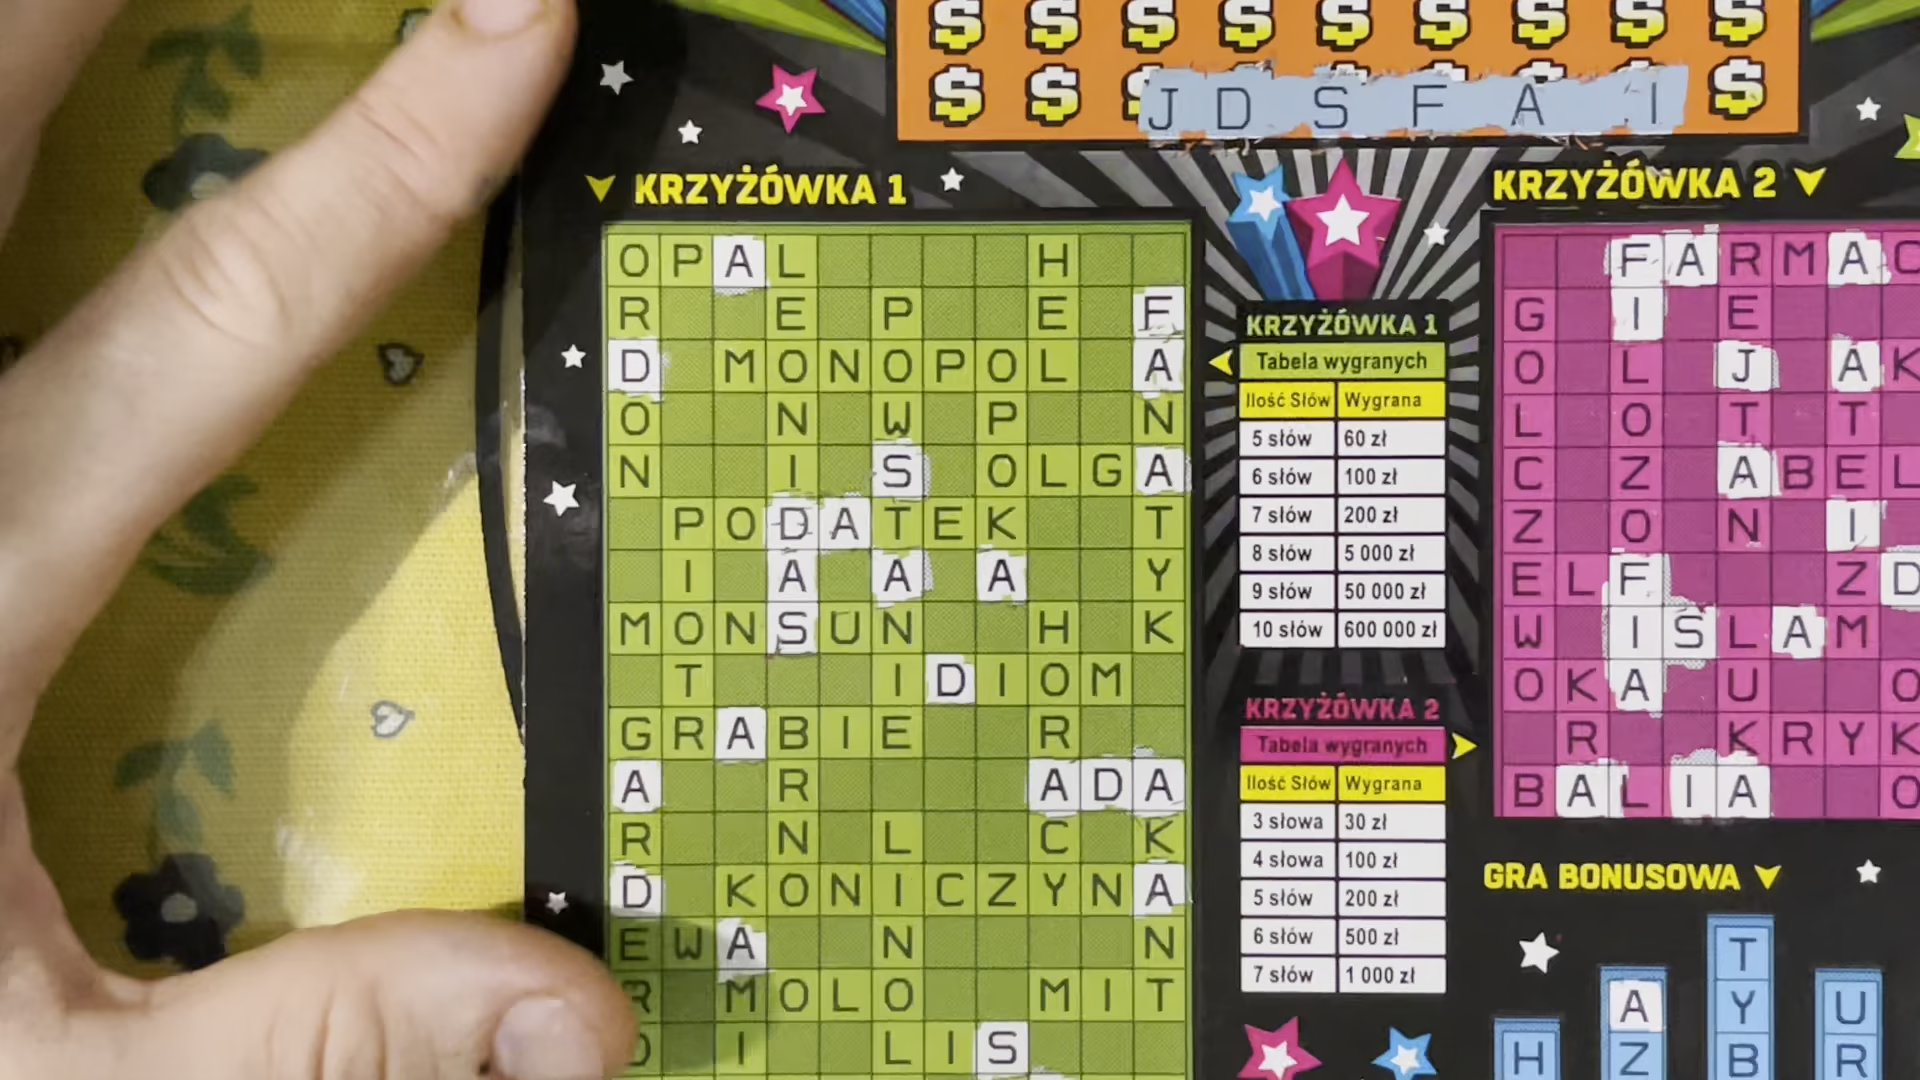 $ $ $ $ $ $ $ $ $
$ $ $ J D S F A I $
KRZYŻÓWKA 1
KRZYŻÓWKA 2
O P A L H
R E P E F
D M O N O P O L A
O N W P N
N I S O L G A
P O D A T E K T
I A A A Y
M O N S U N H K
T I D I O M
G R A B I E R
A R A D A
R N L C K
D K O N I C Z Y N A
E W A N N
R M O L O M I T
O I L I S
KRZYŻÓWKA 1
Tabela wygranych
Ilość Słów Wygrana
5 słów 60 zł
6 słów 100 zł
7 słów 200 zł
8 słów 5 000 zł
9 słów 50 000 zł
10 słów 600 000 zł
KRZYŻÓWKA 2
Tabela wygranych
Ilość Słów Wygrana
3 słowa 30 zł
4 słowa 100 zł
5 słów 200 zł
6 słów 500 zł
7 słów 1 000 zł
F A R M A C
G I E
O L J A K
L O T T
C Z A B E L
Z O N I
E L F Z D
W I S L A M
O K A U O
R K R Y K
B A L I A O
GRA BONUSOWA
T
A Y U
H Z B R